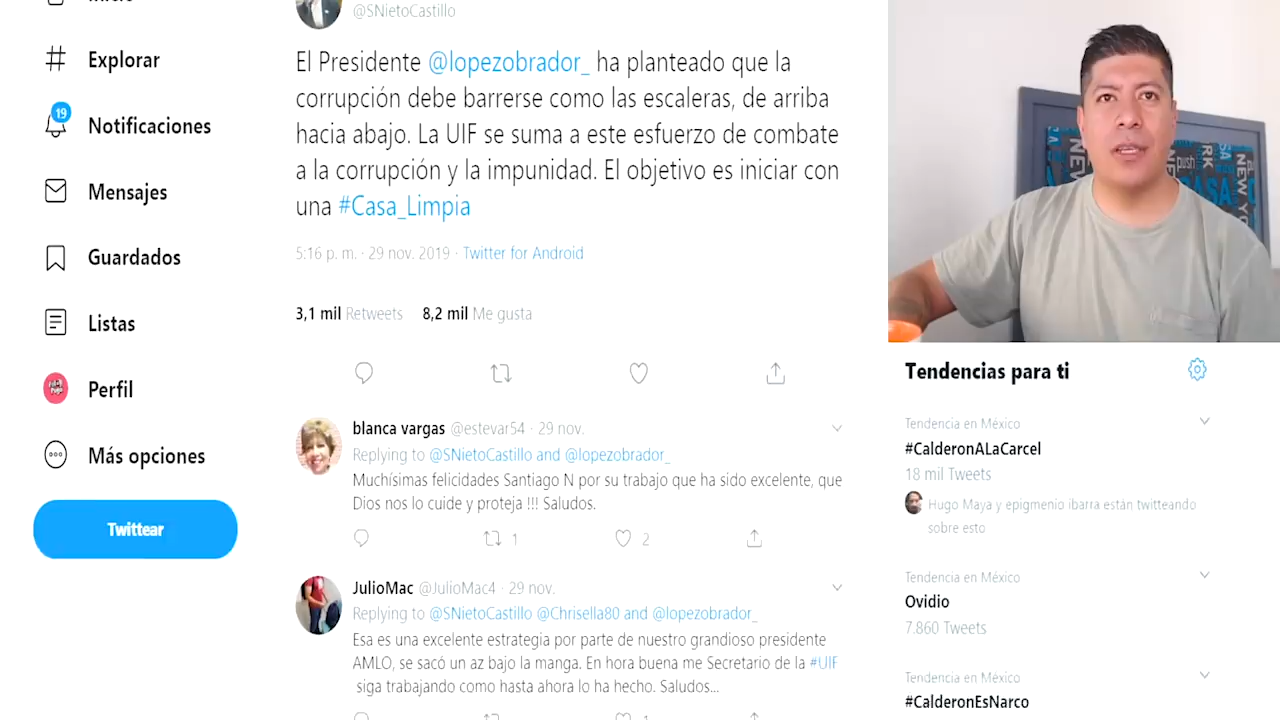 Explorar
19
Notificaciones
Mensajes
Guardados
Listas
Perfil
Más opciones
Twittear
@SNietoCastillo
El Presidente @lopezobrador_ ha planteado que la
corrupción debe barrerse como las escaleras, de arriba
hacia abajo. La UIF se suma a este esfuerzo de combate
a la corrupción y la impunidad. El objetivo es iniciar con
una #Casa_Limpia
5:16 p. m. · 29 nov. 2019 · Twitter for Android
3,1 mil Retweets 8,2 mil Me gusta
blanca vargas @estevar54 · 29 nov.
Replying to @SNietoCastillo and @lopezobrador_
Muchísimas felicidades Santiago N por su trabajo que ha sido excelente, que
Dios nos lo cuide y proteja !!! Saludos.
1 2
JulioMac @JulioMac4 · 29 nov.
Replying to @SNietoCastillo @Chrisella80 and @lopezobrador_
Esa es una excelente estrategia por parte de nuestro grandioso presidente
AMLO, se sacó un az bajo la manga. En hora buena me Secretario de la #UIF
siga trabajando como hasta ahora lo ha hecho. Saludos...
1
push
CASA
NEW YO
Tendencias para ti
Tendencia en México
#CalderonALaCarcel
18 mil Tweets
Hugo Maya y epigmenio ibarra están twitteando
sobre esto
Tendencia en México
Ovidio
7.860 Tweets
Tendencia en México
#CalderonEsNarco